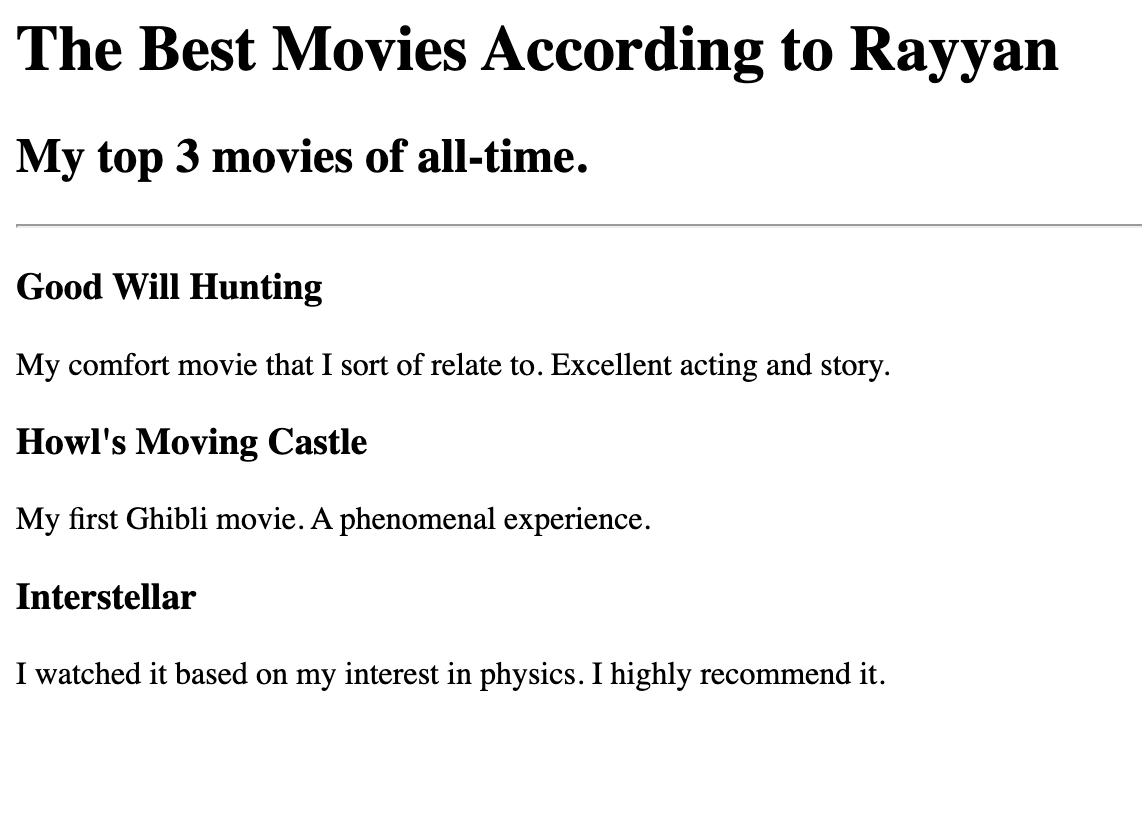 The Best Movies According to Rayyan
My top 3 movies of all-time.
Good Will Hunting
My comfort movie that I sort of relate to. Excellent acting and story.
Howl's Moving Castle
My first Ghibli movie. A phenomenal experience.
Interstellar
I watched it based on my interest in physics. I highly recommend it.